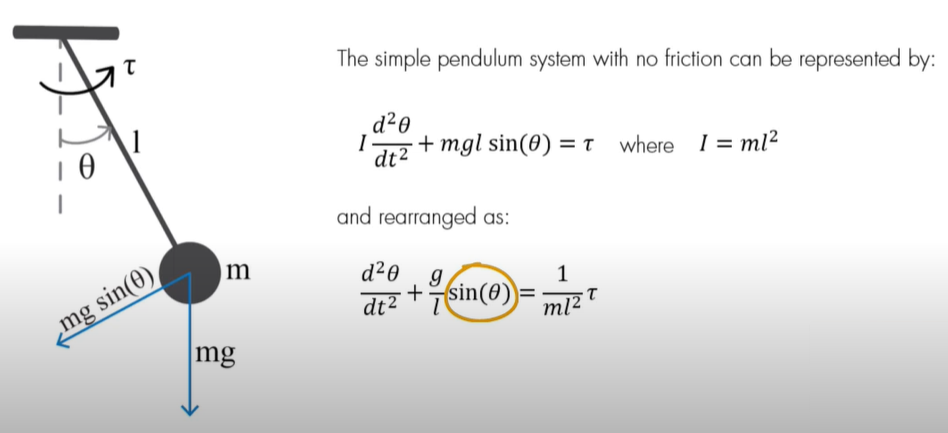 The simple pendulum system with no friction can be represented by:
τ
l
θ
I d²θ/dt² + mgl sin(θ) = τ where I = ml²
and rearranged as:
m
mg sin(θ)
d²θ/dt² + g/l sin(θ) = 1/ml² τ
mg